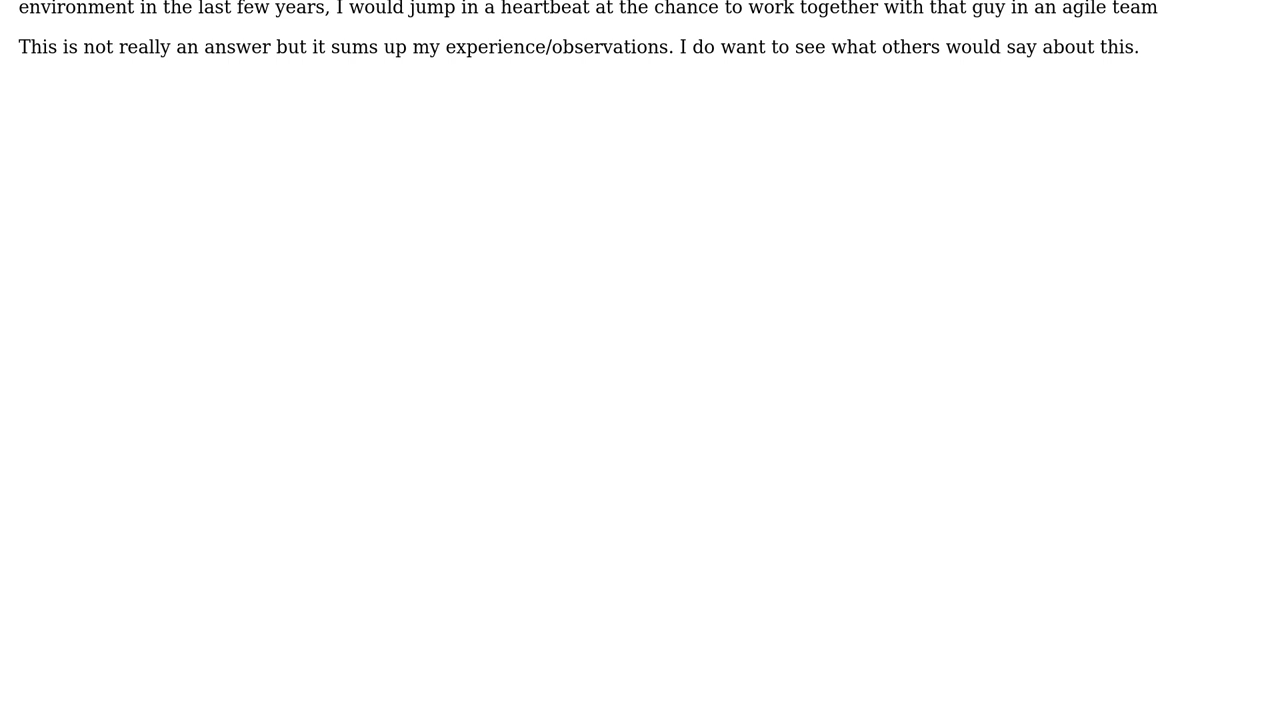 environment in the last few years, I would jump in a heartbeat at the chance to work together with that guy in an agile team
This is not really an answer but it sums up my experience/observations. I do want to see what others would say about this.